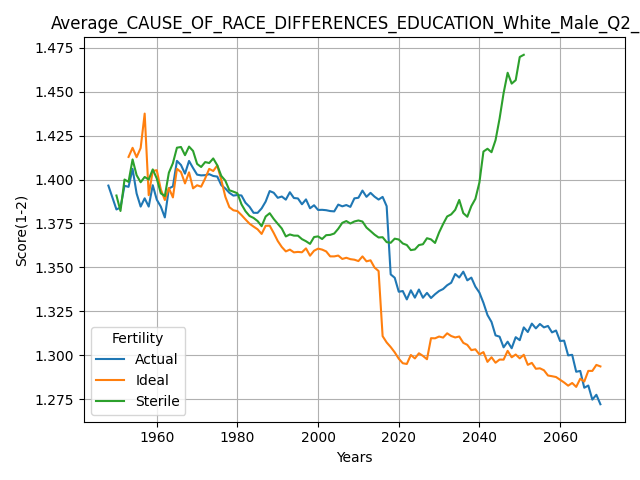 Average_CAUSE_OF_RACE_DIFFERENCES_EDUCATION_White_Male_Q2_
1.475
1.450
1.425
1.400
1.375
1.350
1.325
1.300
1.275
Score(1-2)
Fertility
Actual
Ideal
Sterile
1960
1980
2000
2020
2040
2060
Years